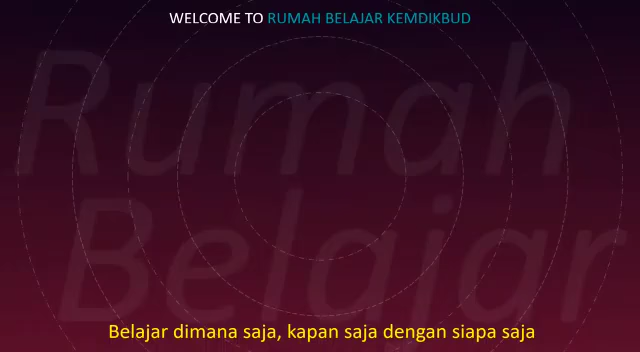 WELCOME TO RUMAH BELAJAR KEMDIKBUD
Rumah
Belajar
Belajar dimana saja, kapan saja dengan siapa saja